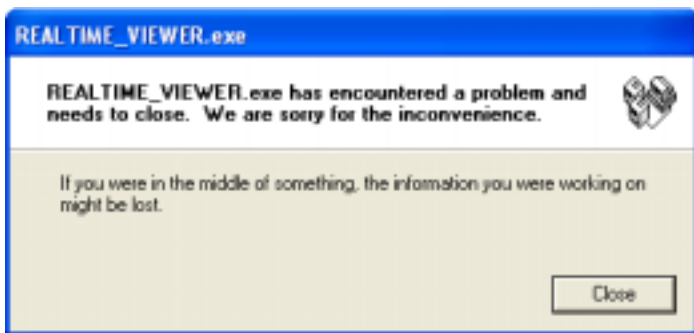 REALTIME_VIEWER.exe
REALTIME_VIEWER.exe has encountered a problem and
needs to close.  We are sorry for the inconvenience.
If you were in the middle of something, the information you were working on
might be lost.
Close